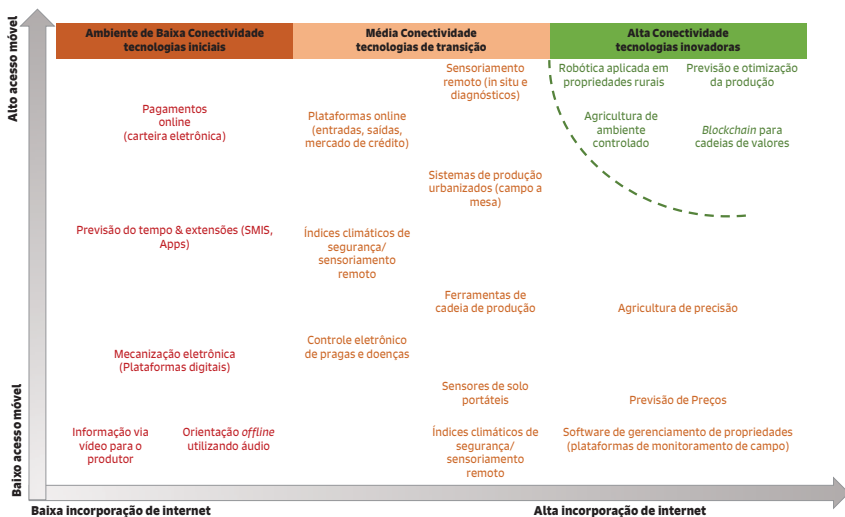 Alto acesso móvel
Baixo acesso móvel
Ambiente de Baixa Conectividade
tecnologias iniciais
Média Conectividade
tecnologias de transição
Alta Conectividade
tecnologias inovadoras
Pagamentos
online
(carteira eletrônica)
Previsão do tempo & extensões (SMIS,
Apps)
Mecanização eletrônica
(Plataformas digitais)
Informação via
vídeo para o
produtor
Orientação offline
utilizando áudio
Sensoriamento
remoto (in situ e
diagnósticos)
Plataformas online
(entradas, saídas,
mercado de crédito)
Sistemas de produção
urbanizados (campo a
mesa)
Índices climáticos de
segurança/
sensoriamento
remoto
Ferramentas de
cadeia de produção
Controle eletrônico
de pragas e doenças
Sensores de solo
portáteis
Índices climáticos de
segurança/
sensoriamento
remoto
Robótica aplicada em
propriedades rurais
Previsão e otimização
da produção
Agricultura de
ambiente
controlado
Blockchain para
cadeias de valores
Agricultura de precisão
Previsão de Preços
Software de gerenciamento de propriedades
(plataformas de monitoramento de campo)
Baixa incorporação de internet
Alta incorporação de internet